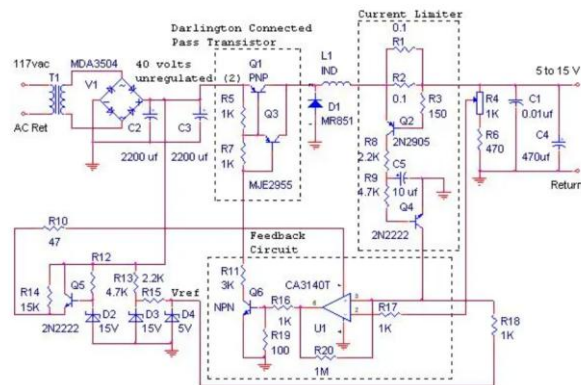 Darlington Connected
Pass Transistor
Current Limiter
117vac
T1
MDA3504
V1
40 volts
unregulated (2)
Q1
PNP
L1
IND
0.1
R1
R2
0.1
5 to 15 V
AC Ret
C2
2200 uf
C3
2200 uf
R5
1K
Q3
R7
1K
MJE2955
D1
MR851
Q2
2N2905
R3
150
R8
2.2K
R9
4.7K
C5
10 uf
Q4
2N2222
R4
1K
R6
470
C1
0.01uf
C4
470uf
Return
R10
47
Feedback
Circuit
R14
15K
Q5
2N2222
R12
R13
4.7K
2.2K
R15
Vref
D2
15V
D3
15V
D4
5V
R11
3K
Q6
NPN
R16
1K
R19
100
CA3140T
6
3
2
U1
R17
1K
R20
1M
R18
1K